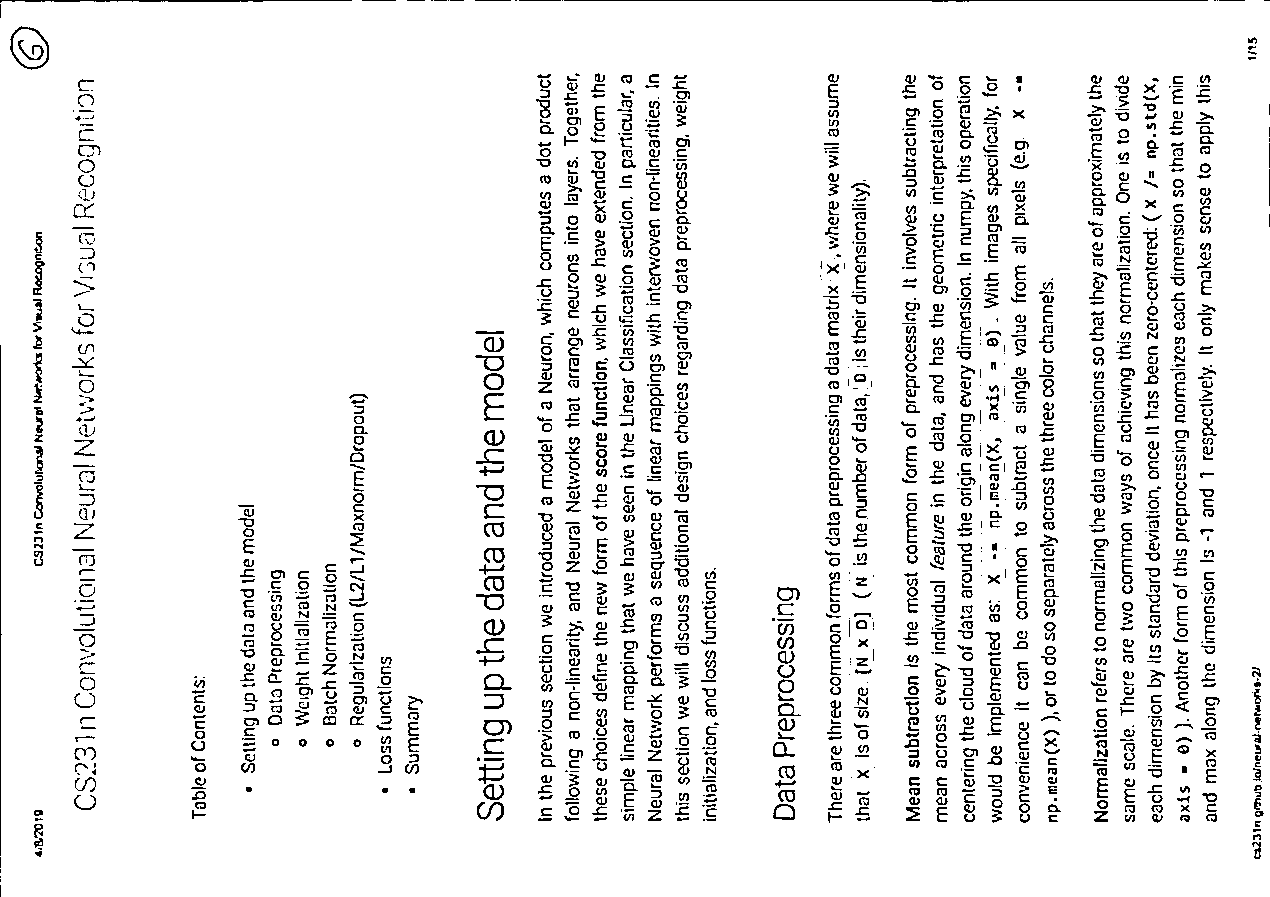 4/8/2019 CS231n Convolutional Neural Networks for Visual Recognition
6
CS231n Convolutional Neural Networks for Visual Recognition
Table of Contents:
• Setting up the data and the model
o Data Preprocessing
o Weight Initialization
o Batch Normalization
o Regularization (L2/L1/Maxnorm/Dropout)
• Loss functions
• Summary
Setting up the data and the model
In the previous section we introduced a model of a Neuron, which computes a dot product
following a non-linearity, and Neural Networks that arrange neurons into layers. Together,
these choices define the new form of the score function, which we have extended from the
simple linear mapping that we have seen in the Linear Classification section. In particular, a
Neural Network performs a sequence of linear mappings with interwoven non-linearities. In
this section we will discuss additional design choices regarding data preprocessing, weight
initialization, and loss functions.
Data Preprocessing
There are three common forms of data preprocessing a data matrix X, where we will assume
that X is of size [N x D] (N is the number of data, D is their dimensionality).
Mean subtraction is the most common form of preprocessing. It involves subtracting the
mean across every individual feature in the data, and has the geometric interpretation of
centering the cloud of data around the origin along every dimension. In numpy, this operation
would be implemented as: X -= np.mean(X, axis = 0). With images specifically, for
convenience it can be common to subtract a single value from all pixels (e.g. X -=
np.mean(X)), or to do so separately across the three color channels.
Normalization refers to normalizing the data dimensions so that they are of approximately the
same scale. There are two common ways of achieving this normalization. One is to divide
each dimension by its standard deviation, once it has been zero-centered: (X /= np.std(X,
axis = 0)). Another form of this preprocessing normalizes each dimension so that the min
and max along the dimension is -1 and 1 respectively. It only makes sense to apply this
cs231n.github.io/neural-networks-2/ 1/15